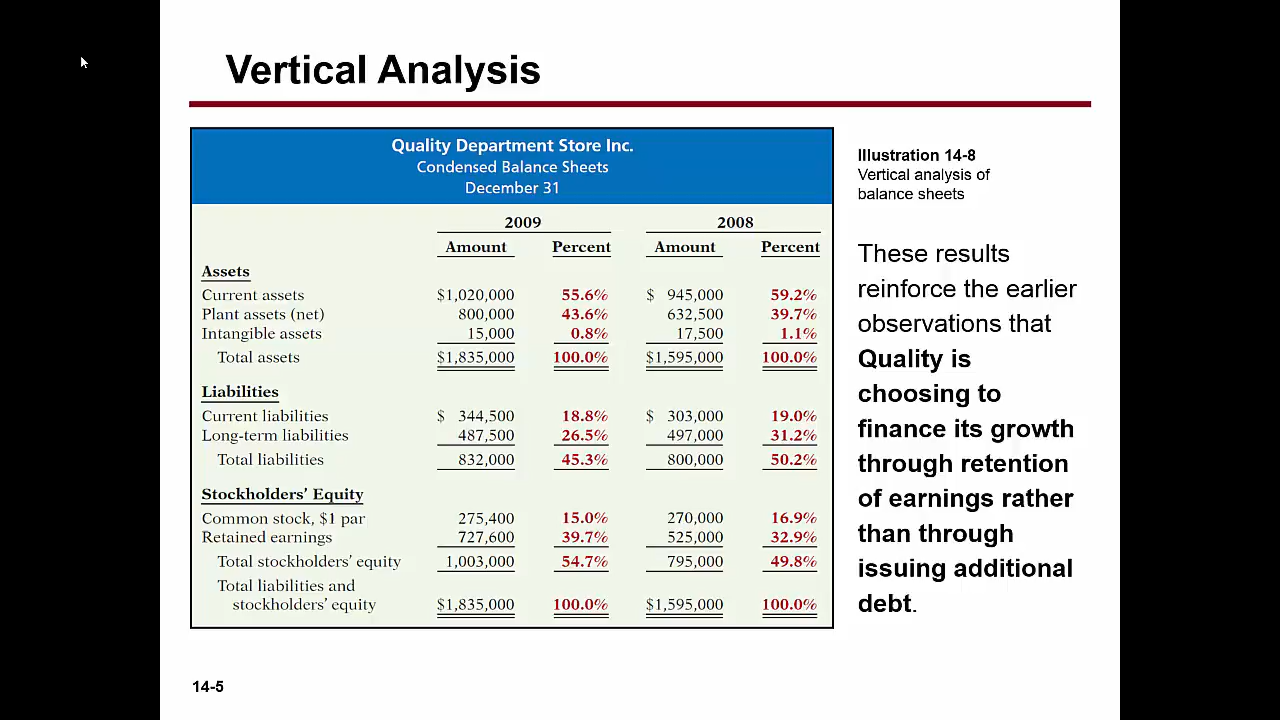 Vertical Analysis
Quality Department Store Inc.
Condensed Balance Sheets
December 31
2009 2008
Amount Percent Amount Percent
Assets
Current assets $1,020,000 55.6% $ 945,000 59.2%
Plant assets (net) 800,000 43.6% 632,500 39.7%
Intangible assets 15,000 0.8% 17,500 1.1%
Total assets $1,835,000 100.0% $1,595,000 100.0%
Liabilities
Current liabilities $ 344,500 18.8% $ 303,000 19.0%
Long-term liabilities 487,500 26.5% 497,000 31.2%
Total liabilities 832,000 45.3% 800,000 50.2%
Stockholders' Equity
Common stock, $1 par 275,400 15.0% 270,000 16.9%
Retained earnings 727,600 39.7% 525,000 32.9%
Total stockholders' equity 1,003,000 54.7% 795,000 49.8%
Total liabilities and
stockholders' equity $1,835,000 100.0% $1,595,000 100.0%
Illustration 14-8
Vertical analysis of
balance sheets
These results
reinforce the earlier
observations that
Quality is
choosing to
finance its growth
through retention
of earnings rather
than through
issuing additional
debt.
14-5